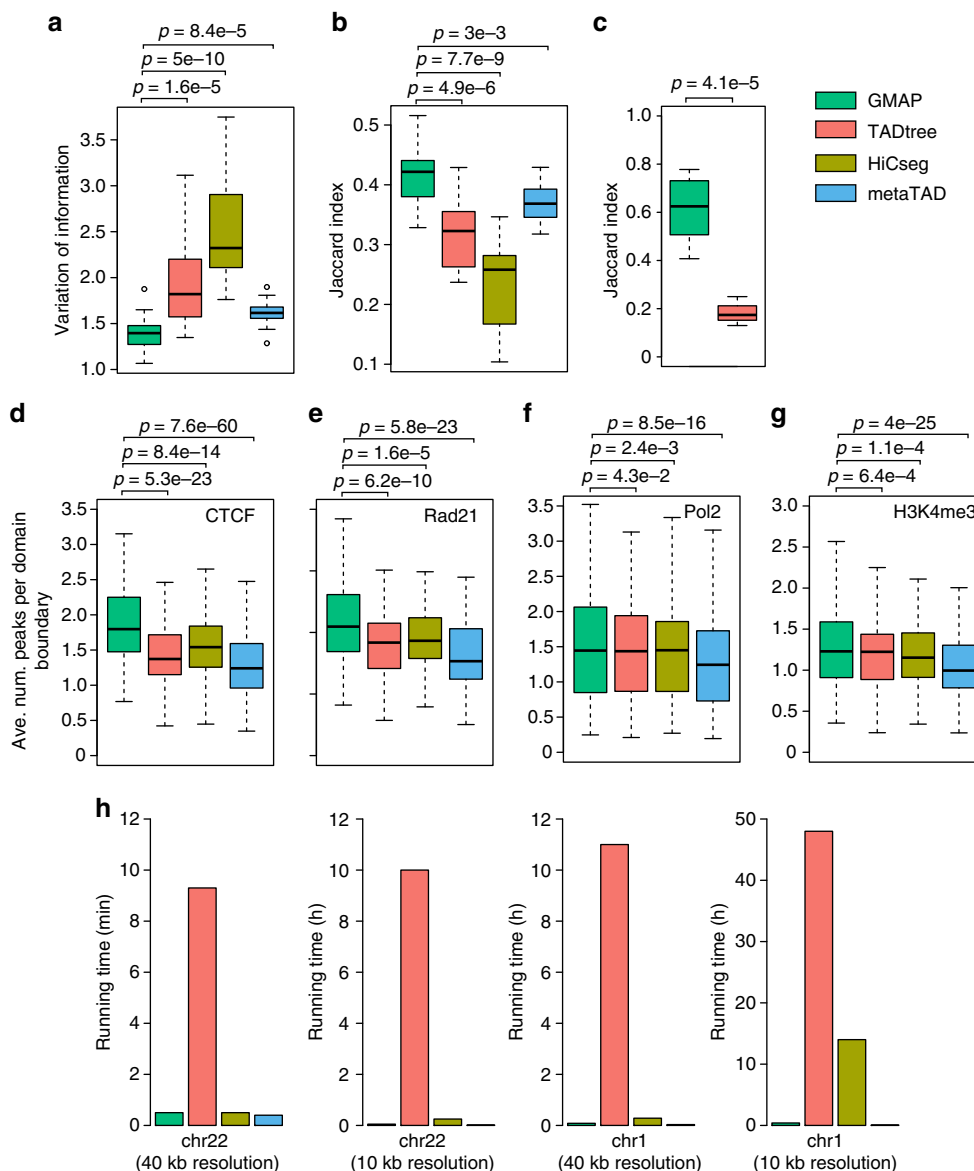 a
p = 8.4e–5
p = 5e–10
p = 1.6e–5
Variation of information
3.5
3.0
2.5
2.0
1.5
1.0
b
p = 3e–3
p = 7.7e–9
p = 4.9e–6
Jaccard index
0.5
0.4
0.3
0.2
0.1
c
p = 4.1e–5
Jaccard index
1.0
0.8
0.6
0.4
0.2
0
GMAP
TADtree
HiCseg
metaTAD
d
p = 7.6e–60
p = 8.4e–14
p = 5.3e–23
CTCF
Ave. num. peaks per domain
boundary
3.5
3.0
2.5
2.0
1.5
1.0
0.5
0
e
p = 5.8e–23
p = 1.6e–5
p = 6.2e–10
Rad21
f
p = 8.5e–16
p = 2.4e–3
p = 4.3e–2
Pol2
3.5
3.0
2.5
2.0
1.5
1.0
0.5
0
g
p = 4e–25
p = 1.1e–4
p = 6.4e–4
H3K4me3
3.0
2.5
2.0
1.5
1.0
0.5
0
h
Running time (min)
12
10
8
6
4
2
0
chr22
(40 kb resolution)
Running time (h)
12
10
8
6
4
2
0
chr22
(10 kb resolution)
Running time (h)
12
10
8
6
4
2
0
chr1
(40 kb resolution)
Running time (h)
50
40
30
20
10
0
chr1
(10 kb resolution)